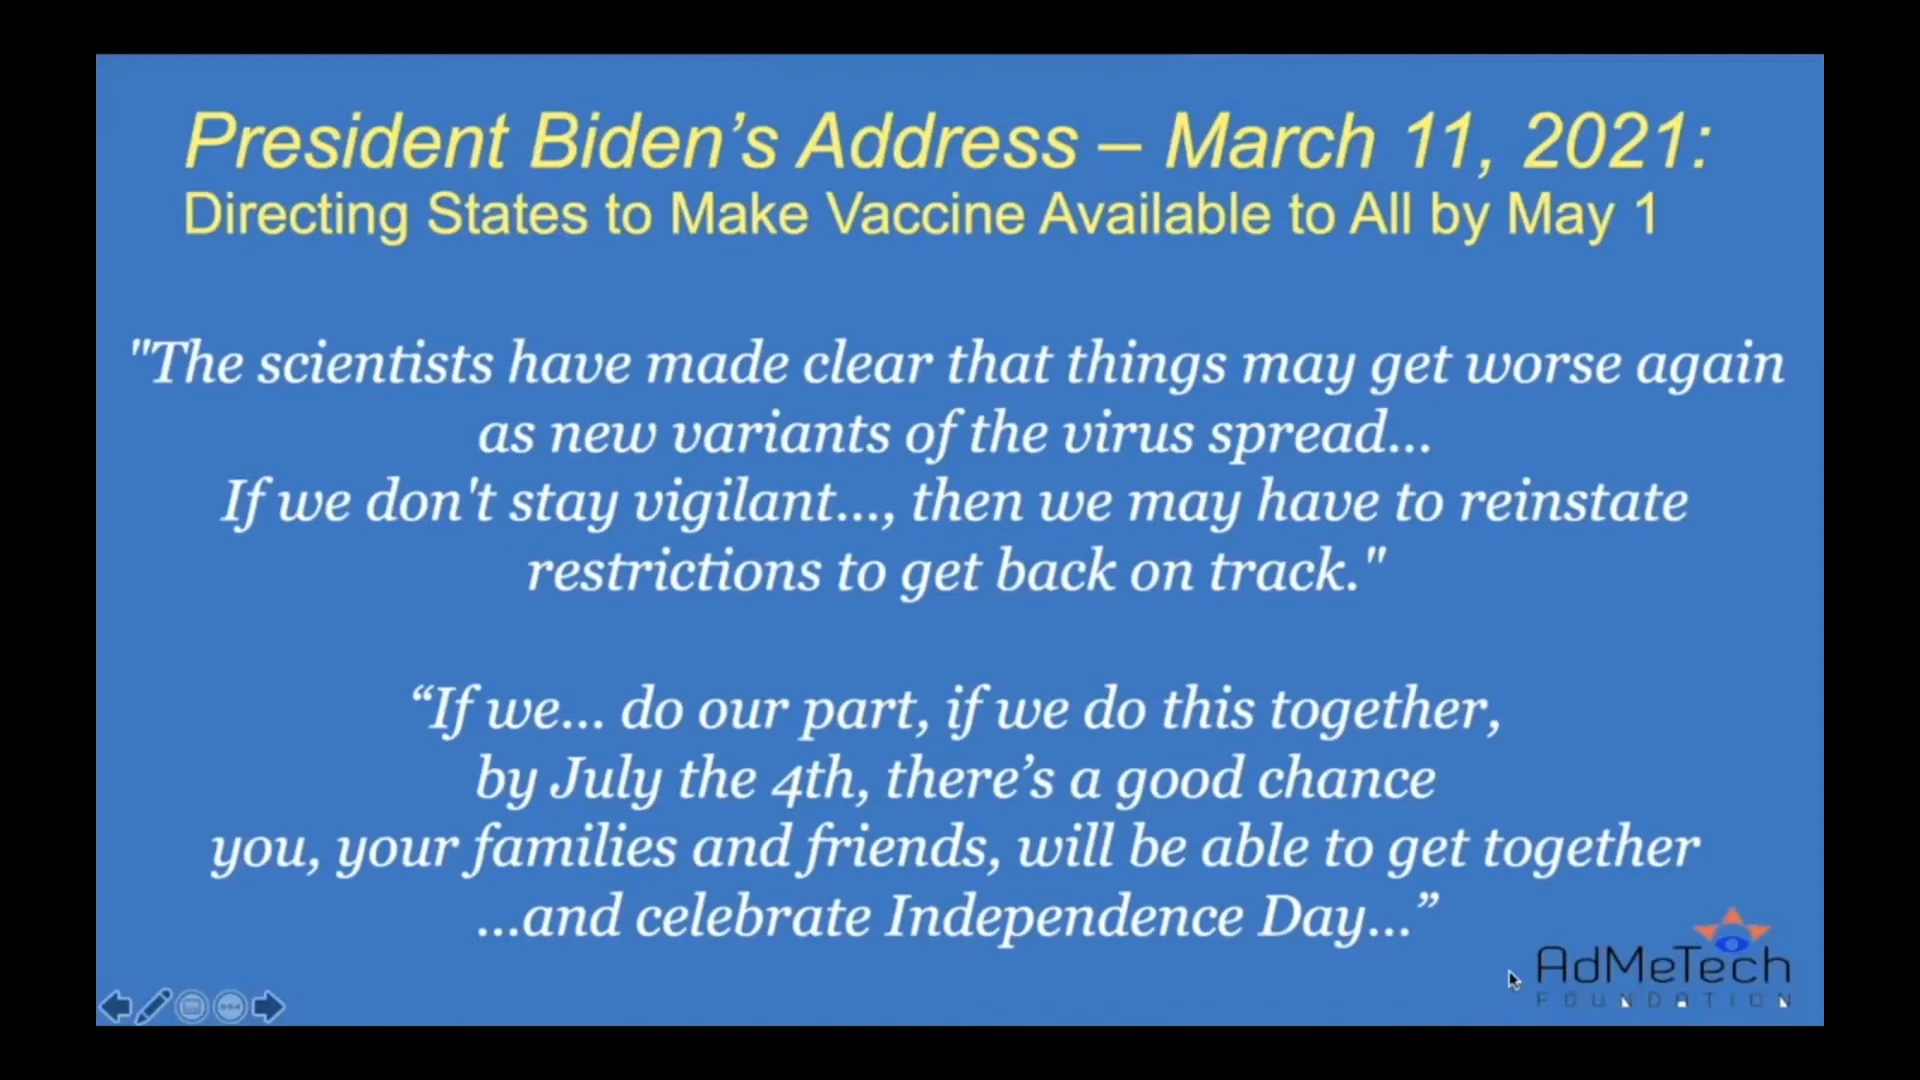 President Biden’s Address – March 11, 2021:
Directing States to Make Vaccine Available to All by May 1
"The scientists have made clear that things may get worse again
as new variants of the virus spread...
If we don't stay vigilant..., then we may have to reinstate
restrictions to get back on track."
“If we... do our part, if we do this together,
by July the 4th, there’s a good chance
you, your families and friends, will be able to get together
...and celebrate Independence Day...”
AdMeTech
FOUNDATION